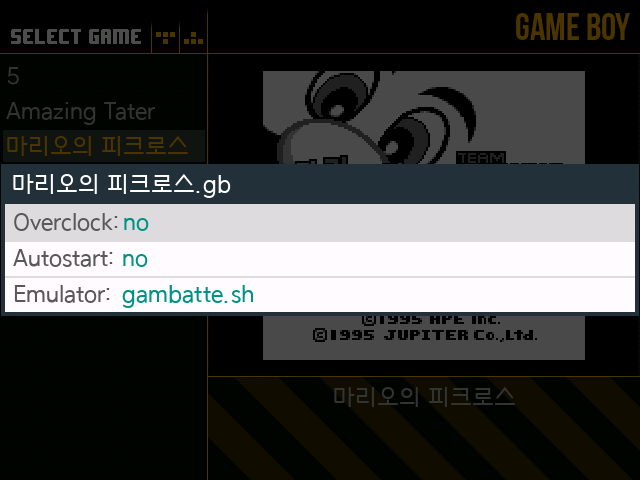 SELECT GAME
GAME BOY
5
Amazing Tater
마리오의 피크로스
TEAM
마리오의 피크로스.gb
Overclock: no
Autostart: no
Emulator: gambatte.sh
©1995 APE inc.
©1995 JUPITER Co.,Ltd.
마리오의 피크로스